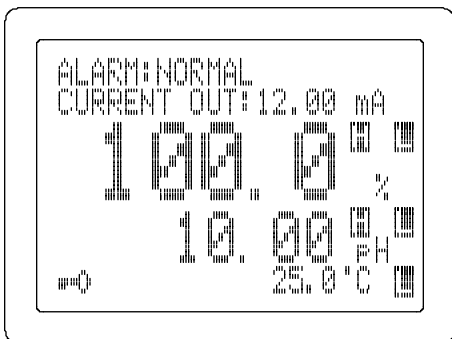 ALARM:NORMAL
CURRENT OUT:12.00 mA
100.0
%
10.00 pH
25.0°C